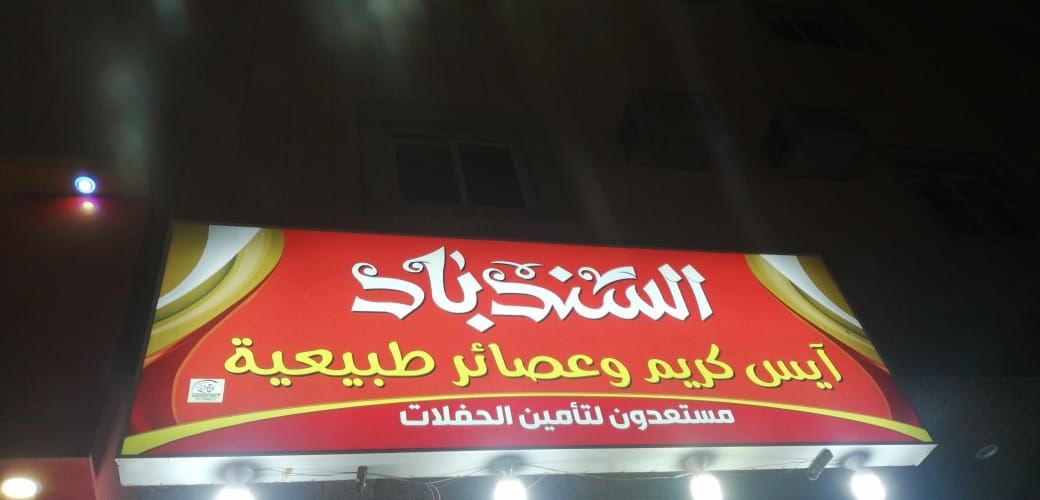 السندباد
آيس كريم وعصائر طبيعية
مستعدون لتأمين الحفلات